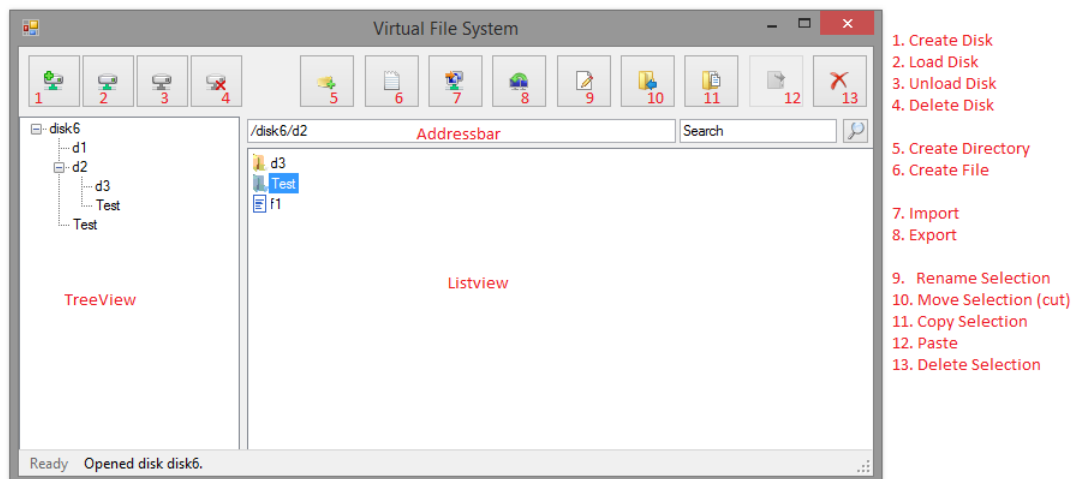 Virtual File System
1 2 3 4 5 6 7 8 9 10 11 12 13
disk6
d1
d2
d3
Test
Test
/disk6/d2 Addressbar Search
d3
Test
f1
TreeView
Listview
Ready Opened disk disk6.
1. Create Disk
2. Load Disk
3. Unload Disk
4. Delete Disk
5. Create Directory
6. Create File
7. Import
8. Export
9. Rename Selection
10. Move Selection (cut)
11. Copy Selection
12. Paste
13. Delete Selection